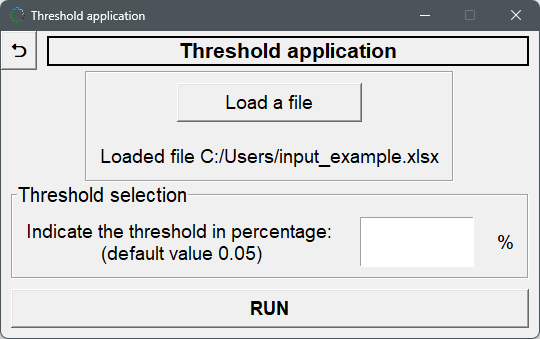 Threshold application
Threshold application
Load a file
Loaded file C:/Users/input_example.xlsx
Threshold selection
Indicate the threshold in percentage:
(default value 0.05)
%
RUN